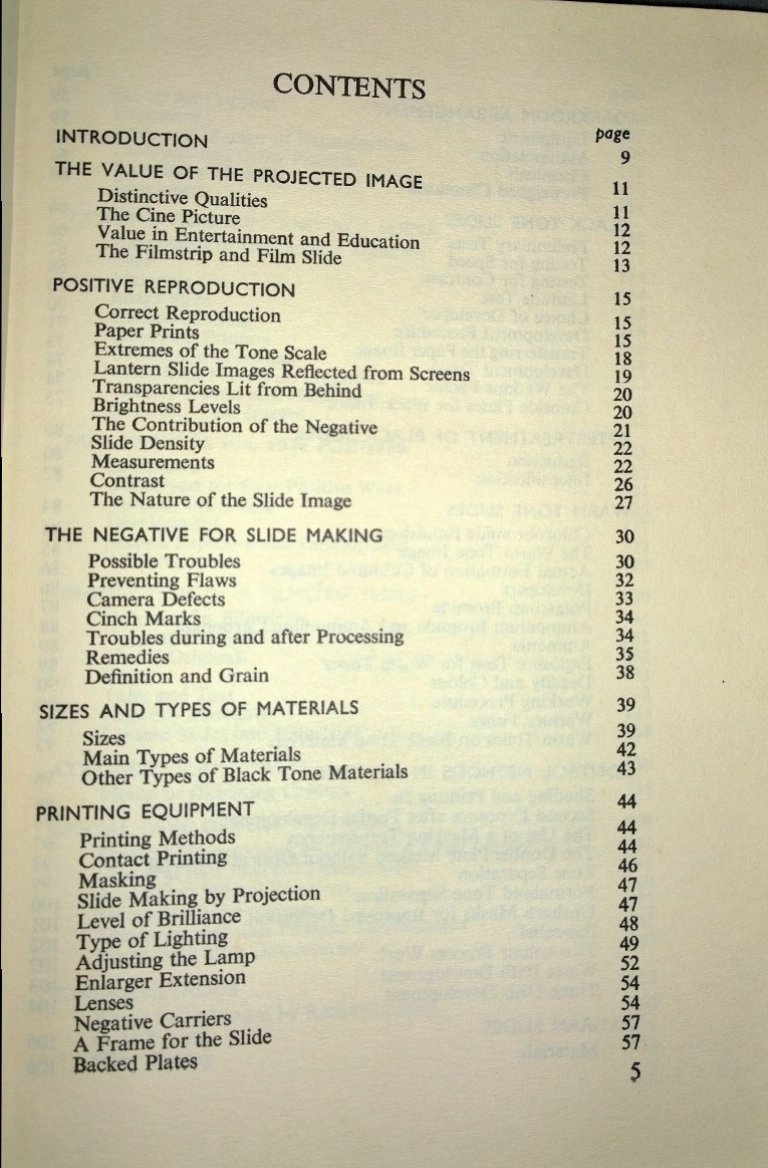 CONTENTS
page
INTRODUCTION 9
THE VALUE OF THE PROJECTED IMAGE 11
Distinctive Qualities 11
The Cine Picture 12
Value in Entertainment and Education 12
The Filmstrip and Film Slide 13
POSITIVE REPRODUCTION 15
Correct Reproduction 15
Paper Prints 15
Extremes of the Tone Scale 18
Lantern Slide Images Reflected from Screens 19
Transparencies Lit from Behind 20
Brightness Levels 20
The Contribution of the Negative 21
Slide Density 22
Measurements 22
Contrast 26
The Nature of the Slide Image 27
THE NEGATIVE FOR SLIDE MAKING 30
Possible Troubles 30
Preventing Flaws 32
Camera Defects 33
Cinch Marks 34
Troubles during and after Processing 34
Remedies 35
Definition and Grain 38
SIZES AND TYPES OF MATERIALS 39
Sizes 39
Main Types of Materials 42
Other Types of Black Tone Materials 43
PRINTING EQUIPMENT 44
Printing Methods 44
Contact Printing 44
Masking 46
Slide Making by Projection 47
Level of Brilliance 47
Type of Lighting 48
Adjusting the Lamp 49
Enlarger Extension 52
Lenses 54
Negative Carriers 54
A Frame for the Slide 57
Backed Plates 57
5